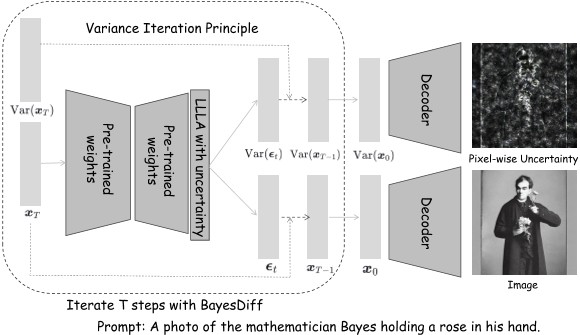 Variance Iteration Principle
Var(𝒙_T)
𝒙_T
Pre-trained
weights
Pre-trained
weights
LLLA with uncertainty
Var(𝝐_t)
Var(𝒙_{T−1})
Var(𝒙_0)
𝝐_t
𝒙_{T−1}
𝒙_0
Decoder
Decoder
Pixel-wise Uncertainty
Image
Iterate T steps with BayesDiff
Prompt: A photo of the mathematician Bayes holding a rose in his hand.